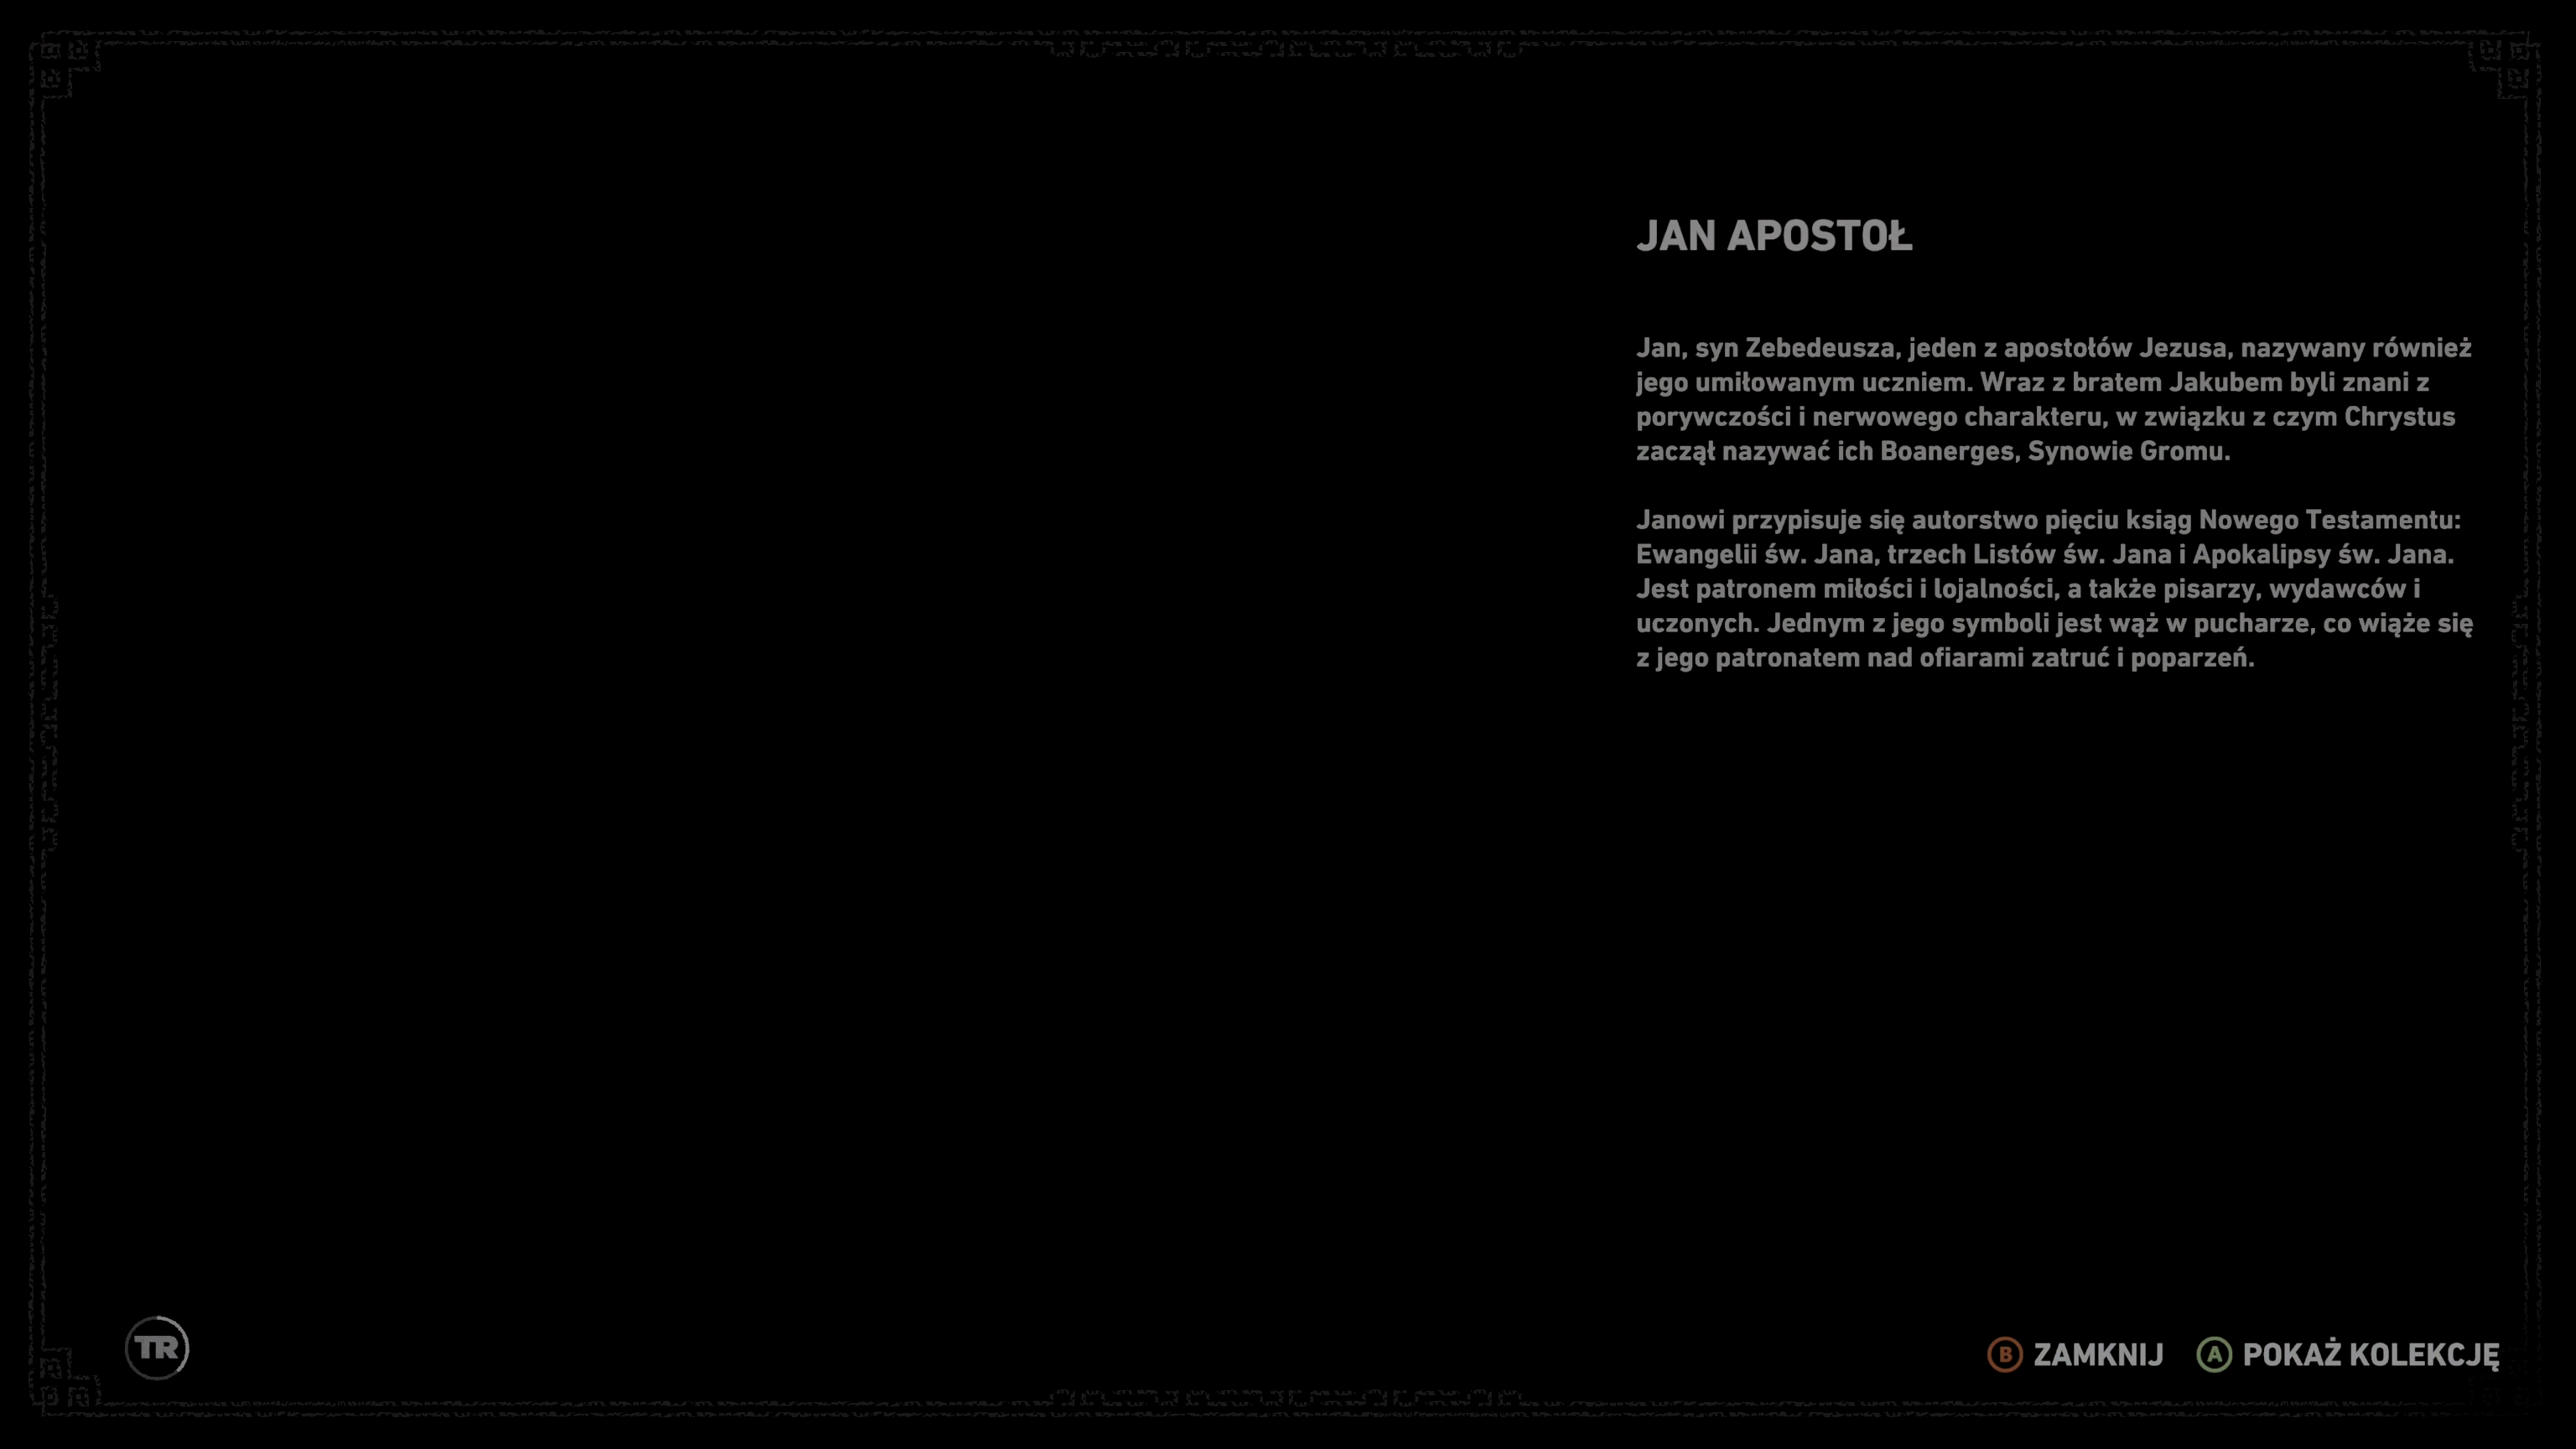 JAN APOSTOŁ
Jan, syn Zebedeusza, jeden z apostołów Jezusa, nazywany również
jego umiłowanym uczniem. Wraz z bratem Jakubem byli znani z
porywczości i nerwowego charakteru, w związku z czym Chrystus
zaczął nazywać ich Boanerges, Synowie Gromu.
Janowi przypisuje się autorstwo pięciu ksiąg Nowego Testamentu:
Ewangelii św. Jana, trzech Listów św. Jana i Apokalipsy św. Jana.
Jest patronem miłości i lojalności, a także pisarzy, wydawców i
uczonych. Jednym z jego symboli jest wąż w pucharze, co wiąże się
z jego patronatem nad ofiarami zatruć i poparzeń.
TR
B ZAMKNIJ A POKAŻ KOLEKCJĘ